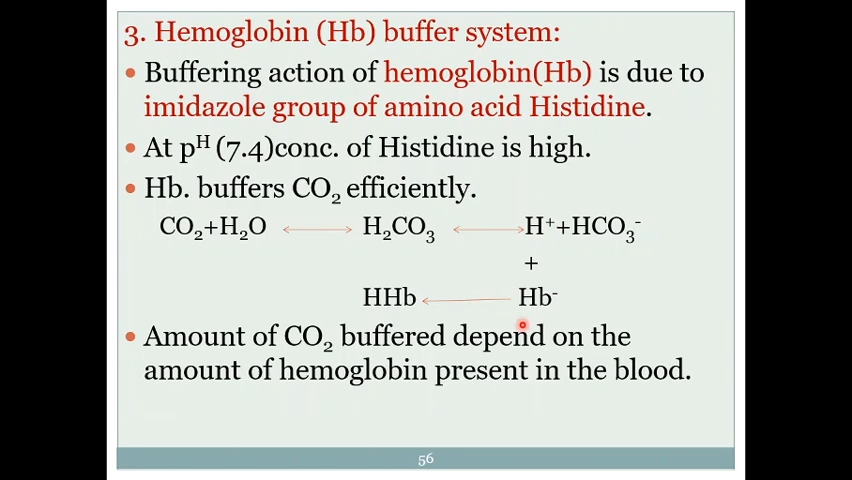 3. Hemoglobin (Hb) buffer system:
• Buffering action of hemoglobin(Hb) is due to
imidazole group of amino acid Histidine.
• At pᴴ (7.4)conc. of Histidine is high.
• Hb. buffers CO₂ efficiently.
CO₂+H₂O ⟷ H₂CO₃ ⟷ H⁺+HCO₃⁻
+
HHb ⟵ Hb⁻
• Amount of CO₂ buffered depend on the
amount of hemoglobin present in the blood.
56